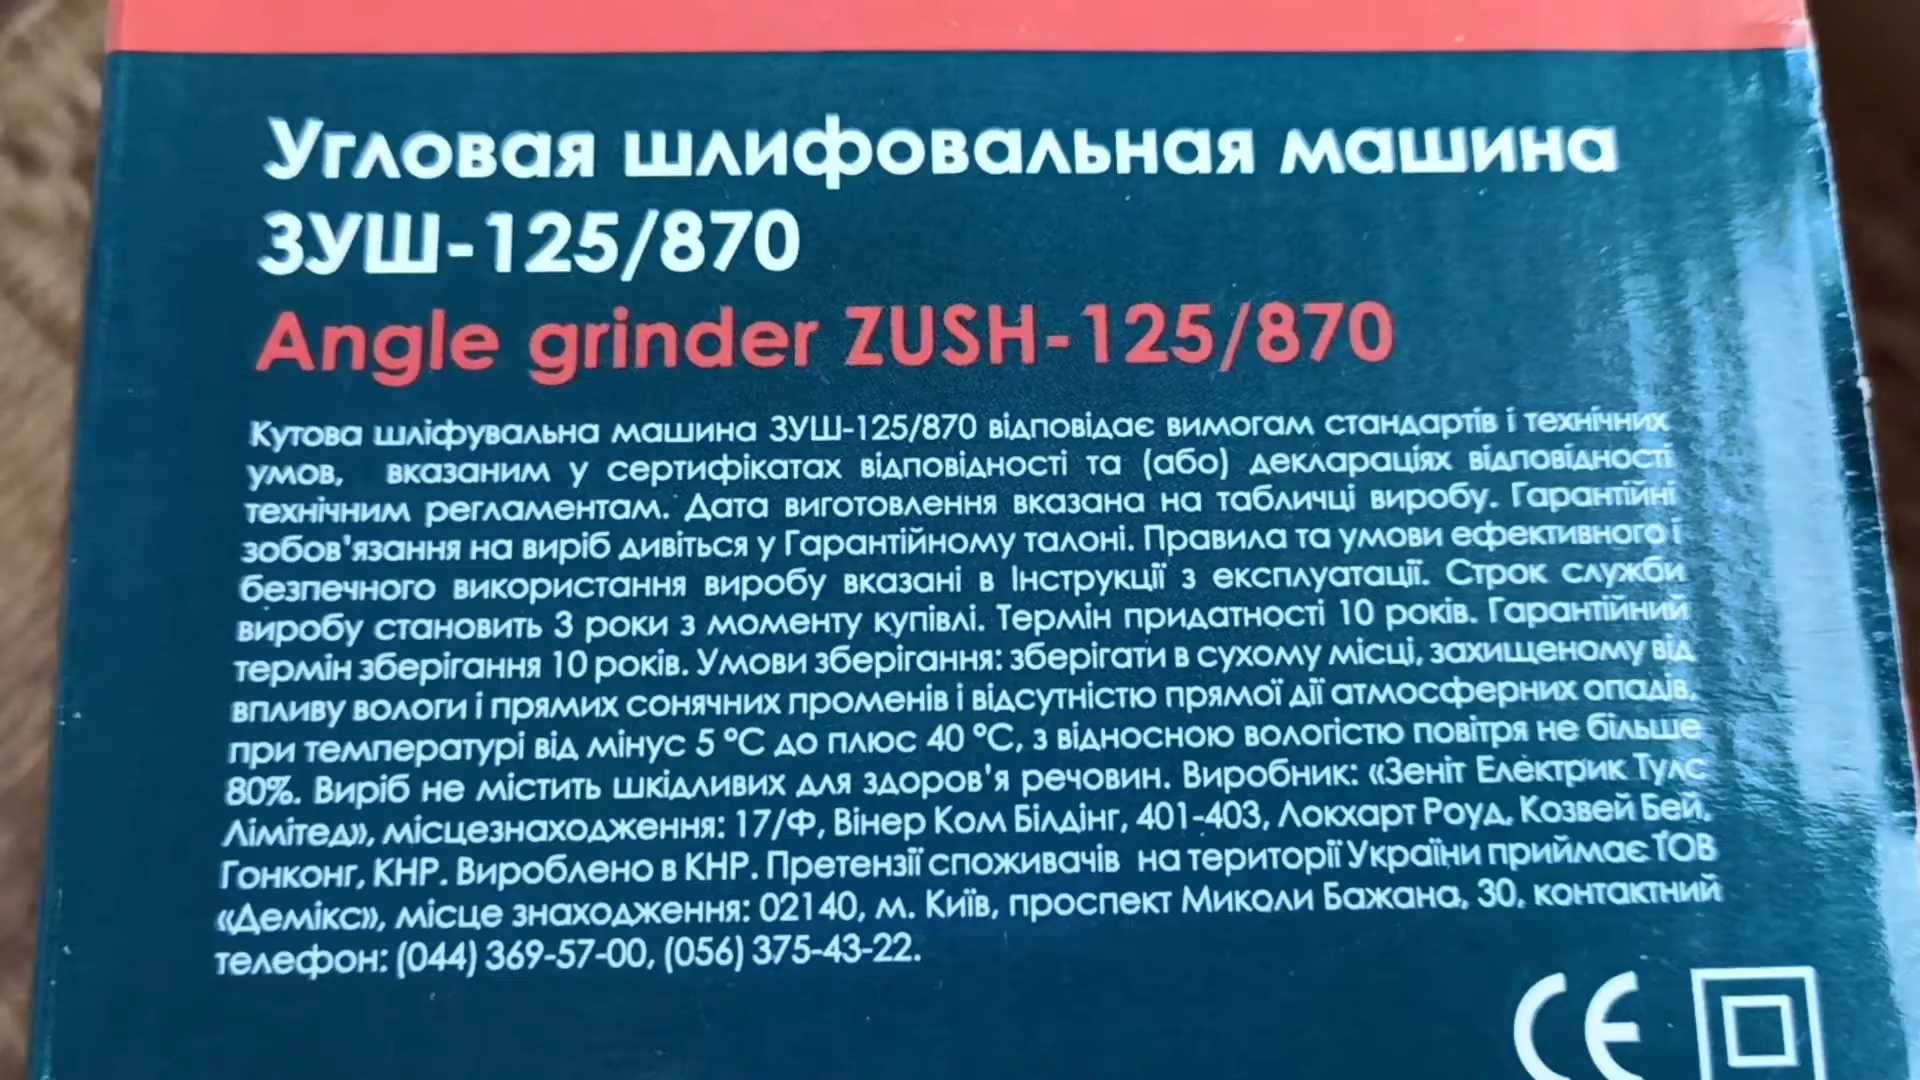 Угловая шлифовальная машина
ЗУШ-125/870
Angle grinder ZUSH-125/870
Кутова шліфувальна машина ЗУШ-125/870 відповідає вимогам стандартів і технічних
умов, вказаним у сертифікатах відповідності та (або) деклараціях відповідності
технічним регламентам. Дата виготовлення вказана на табличці виробу. Гарантійні
зобов'язання на виріб дивіться у Гарантійному талоні. Правила та умови ефективного і
безпечного використання виробу вказані в Інструкції з експлуатації. Строк служби
виробу становить 3 роки з моменту купівлі. Термін придатності 10 років. Гарантійний
термін зберігання 10 років. Умови зберігання: зберігати в сухому місці, захищеному від
впливу вологи і прямих сонячних променів і відсутністю прямої дії атмосферних опадів,
при температурі від мінус 5 °С до плюс 40 °С, з відносною вологістю повітря не більше
80%. Виріб не містить шкідливих для здоров'я речовин. Виробник: «Зеніт Електрик Тулс
Лімітед», місцезнаходження: 17/Ф, Вінер Ком Білдінг, 401-403, Локхарт Роуд, Козвей Бей,
Гонконг, КНР. Вироблено в КНР. Претензії споживачів на території України приймає ТОВ
«Демікс», місце знаходження: 02140, м. Київ, проспект Миколи Бажана, 30, контактний
телефон: (044) 369-57-00, (056) 375-43-22.
CE